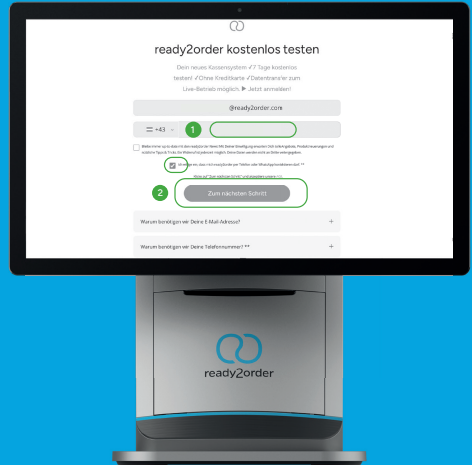 ready2order kostenlos testen
Dein neues Kassensystem ✓7 Tage kostenlos
testen! ✓Ohne Kreditkarte ✓Datentransfer zum
Live-Betrieb möglich. ► Jetzt anmelden!
@ready2order.com
+43
1
2
Zum nächsten Schritt
Warum benötigen wir Deine E-Mail-Adresse?
+
Warum benötigen wir Deine Telefonnummer? **
+
ready2order